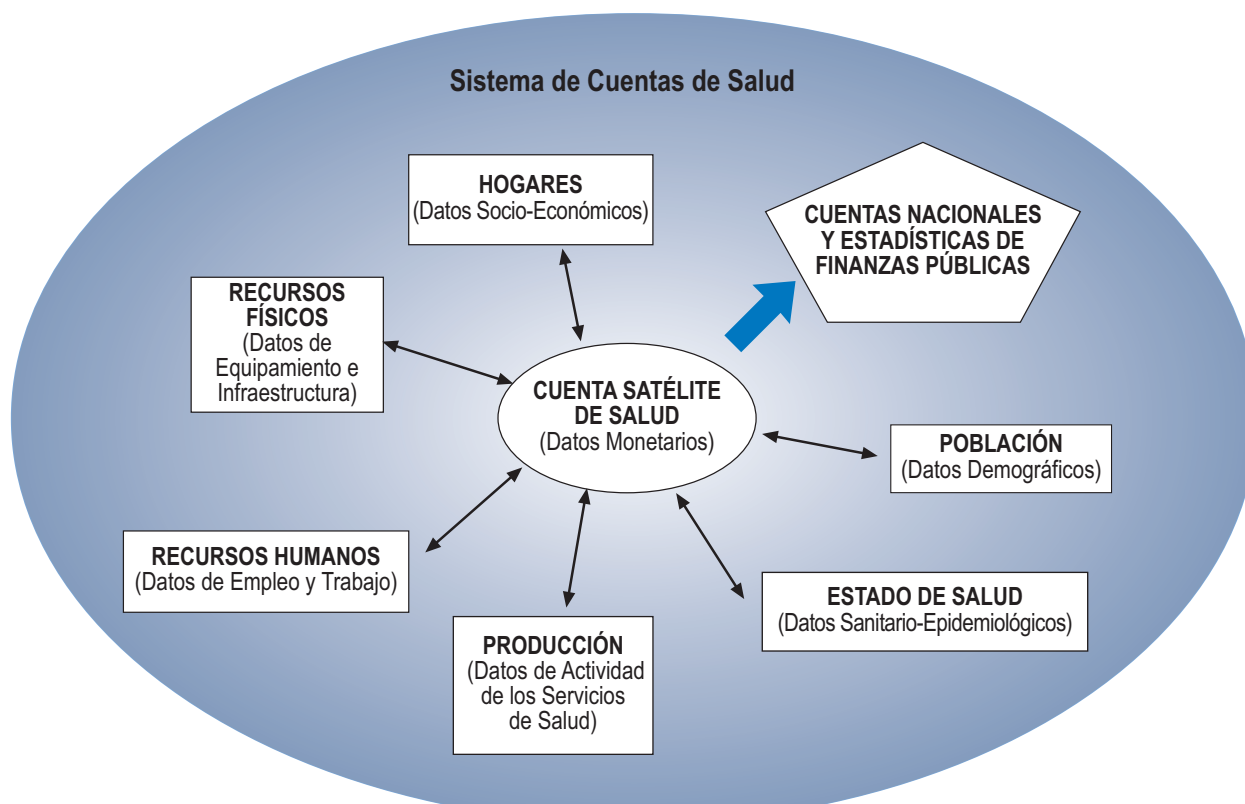 Sistema de Cuentas de Salud
HOGARES
(Datos Socio-Económicos)
CUENTAS NACIONALES
Y ESTADÍSTICAS DE
FINANZAS PÚBLICAS
RECURSOS
FÍSICOS
(Datos de
Equipamiento e
Infraestructura)
CUENTA SATÉLITE
DE SALUD
(Datos Monetarios)
POBLACIÓN
(Datos Demográficos)
RECURSOS HUMANOS
(Datos de Empleo y Trabajo)
ESTADO DE SALUD
(Datos Sanitario-Epidemiológicos)
PRODUCCIÓN
(Datos de Actividad
de los Servicios
de Salud)